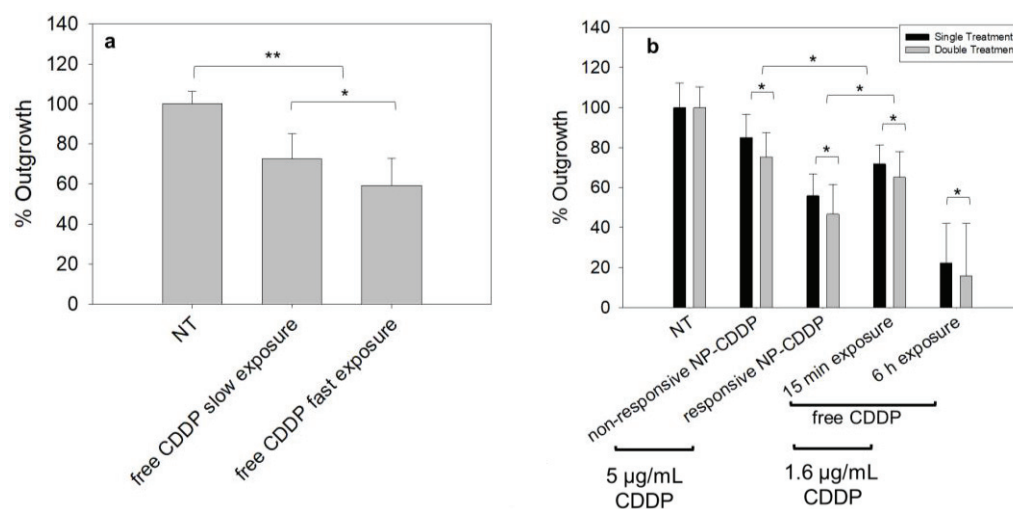 a
% Outgrowth
140
120
100
80
60
40
20
0
**
*
NT
free CDDP slow exposure
free CDDP fast exposure
b
Single Treatment
Double Treatment
% Outgrowth
140
120
100
80
60
40
20
0
*
*
*
*
*
*
NT
non-responsive NP-CDDP
responsive NP-CDDP
15 min exposure
6 h exposure
free CDDP
5 µg/mL
CDDP
1.6 µg/mL
CDDP